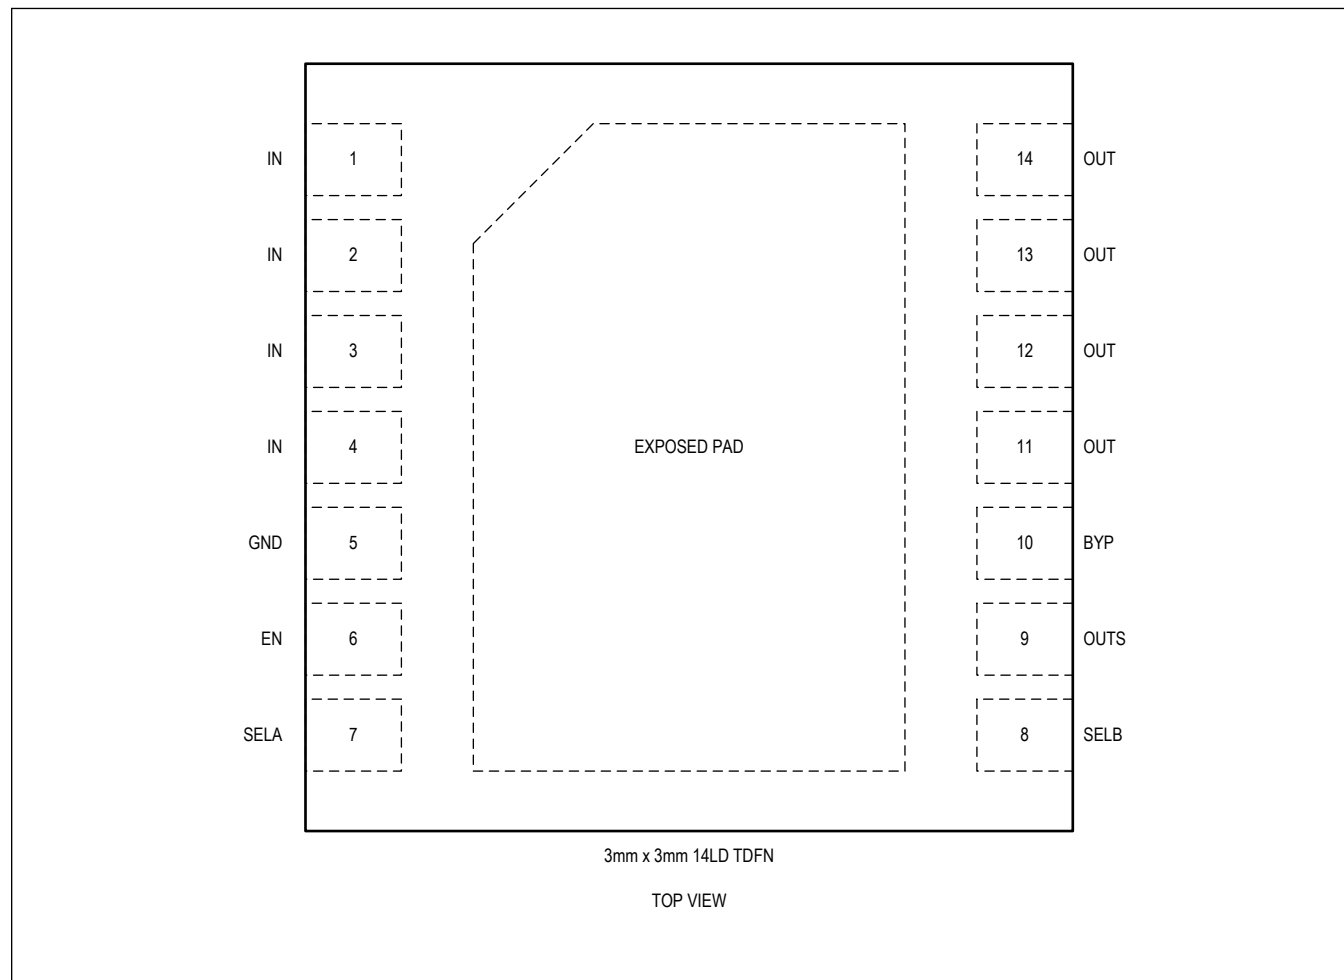 IN 1 14 OUT
IN 2 13 OUT
IN 3 12 OUT
IN 4 EXPOSED PAD 11 OUT
GND 5 10 BYP
EN 6 9 OUTS
SELA 7 8 SELB
3mm x 3mm 14LD TDFN
TOP VIEW